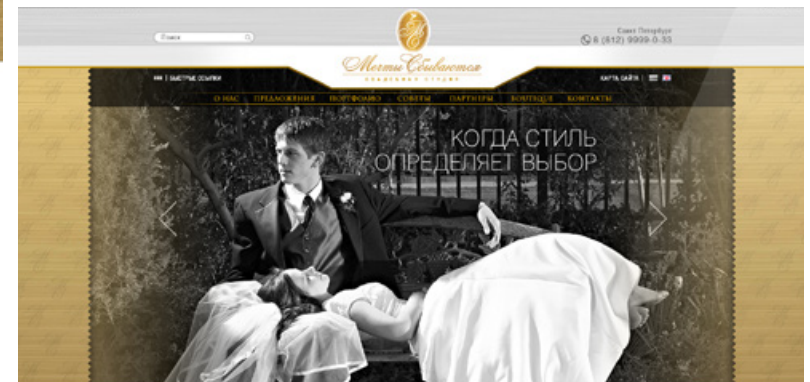 Поиск
Санкт Петербург
8 (812) 9999-0-33
Мечты Сбываются
СВАДЕБНАЯ СТУДИЯ
БЫСТРЫЕ ССЫЛКИ
КАРТА САЙТА
О НАС ПРЕДЛОЖЕНИЯ ПОРТФОЛИО СОВЕТЫ ПАРТНЕРЫ BOUTIQUE КОНТАКТЫ
КОГДА СТИЛЬ
ОПРЕДЕЛЯЕТ ВЫБОР